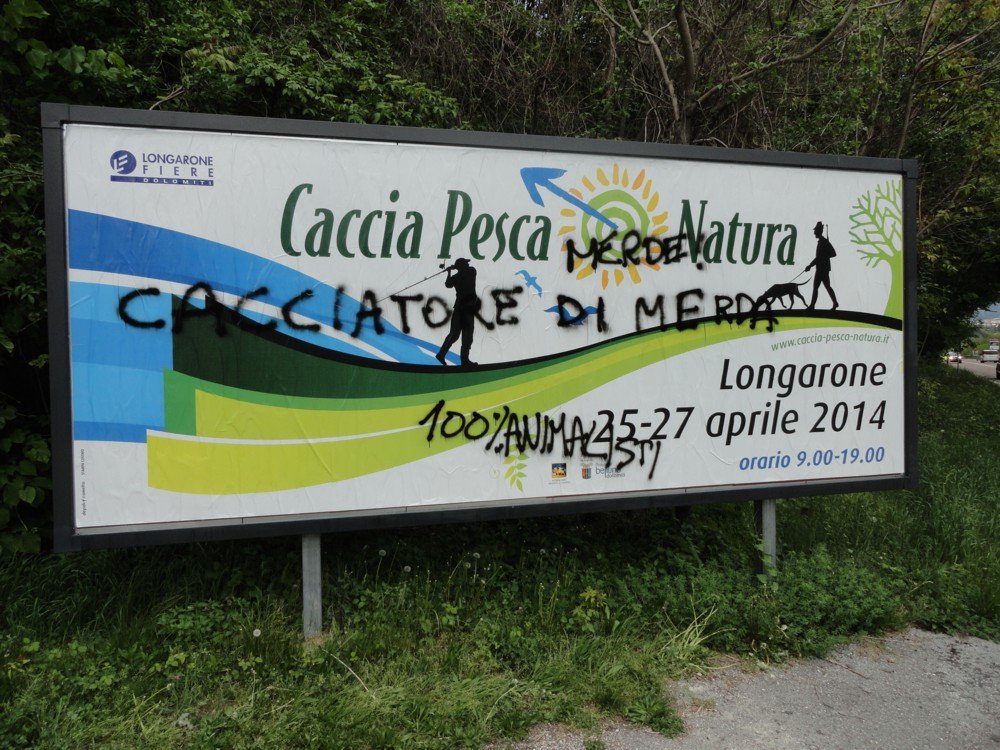 LONGARONE
FIERE
DOLOMITI
Caccia Pesca Natura
MERDE!
CACCIATORE DI MERDA
www.caccia-pesca-natura.it
Longarone
25-27 aprile 2014
100% ANIMALISTI
orario 9.00-19.00